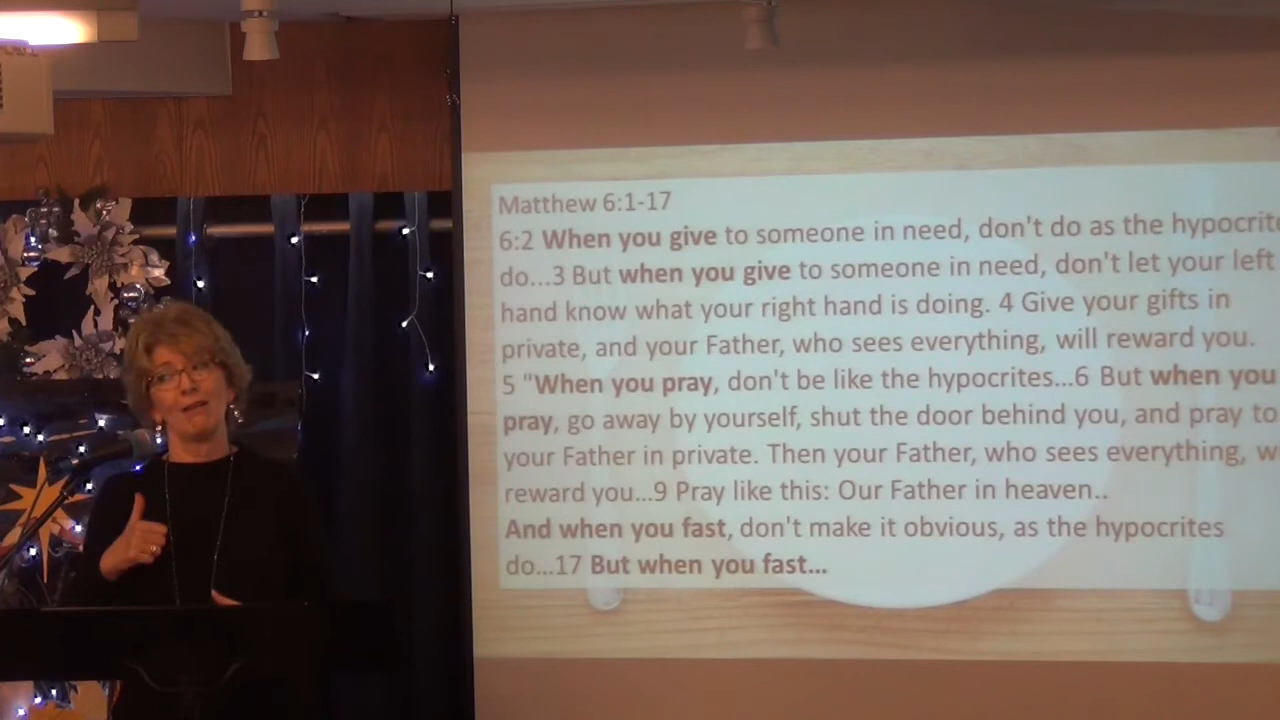 Matthew 6:1-17
6:2 When you give to someone in need, don't do as the hypocrite
do...3 But when you give to someone in need, don't let your left
hand know what your right hand is doing. 4 Give your gifts in
private, and your Father, who sees everything, will reward you.
5 "When you pray, don't be like the hypocrites...6 But when you
pray, go away by yourself, shut the door behind you, and pray to
your Father in private. Then your Father, who sees everything, w
reward you...9 Pray like this: Our Father in heaven..
And when you fast, don't make it obvious, as the hypocrites
do...17 But when you fast...